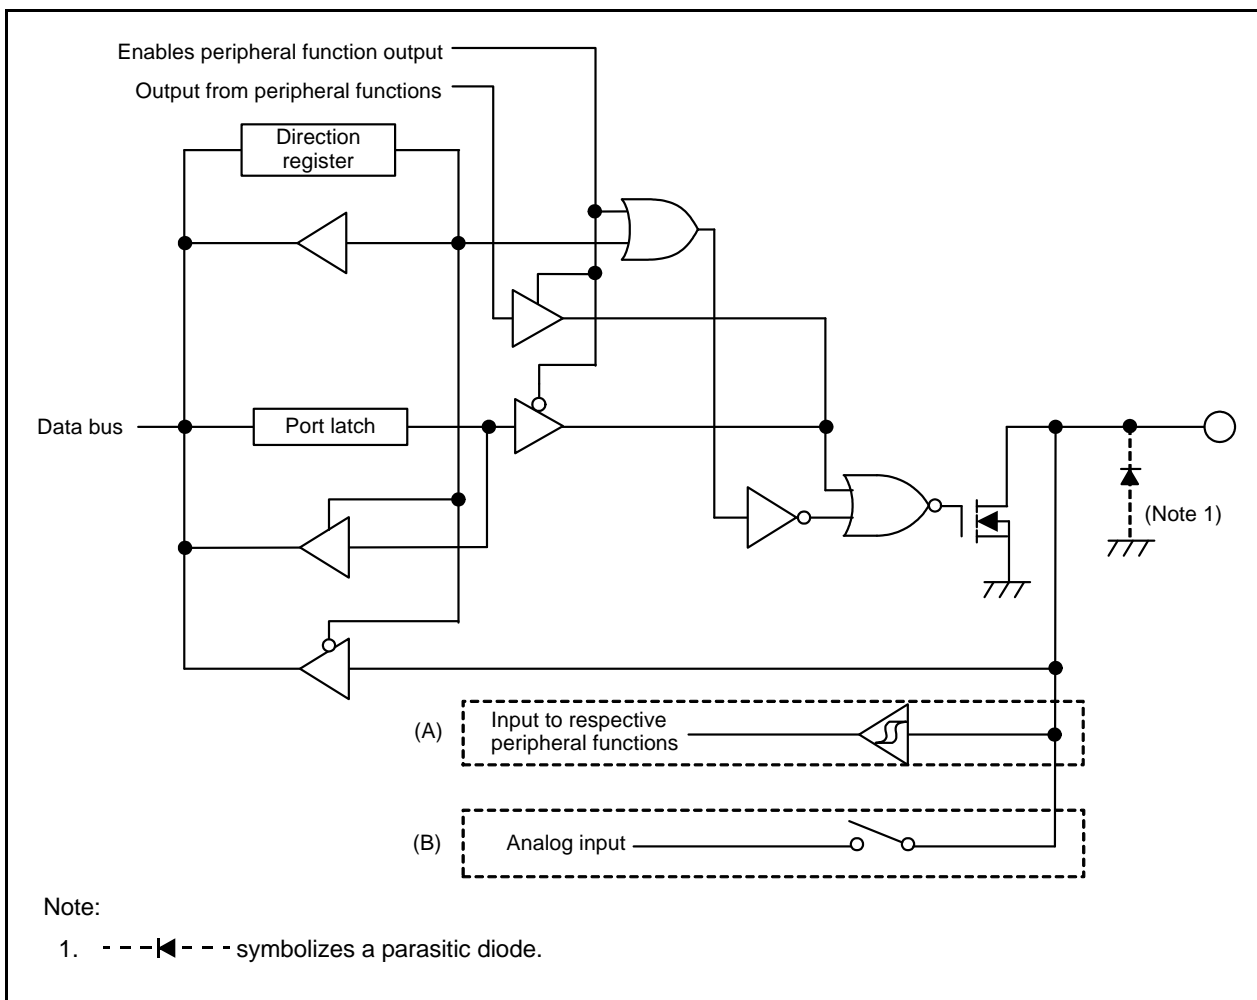 Enables peripheral function output
Output from peripheral functions
Direction
register
Data bus
Port latch
(Note 1)
(A)
Input to respective
peripheral functions
(B)
Analog input
Note:
1. symbolizes a parasitic diode.